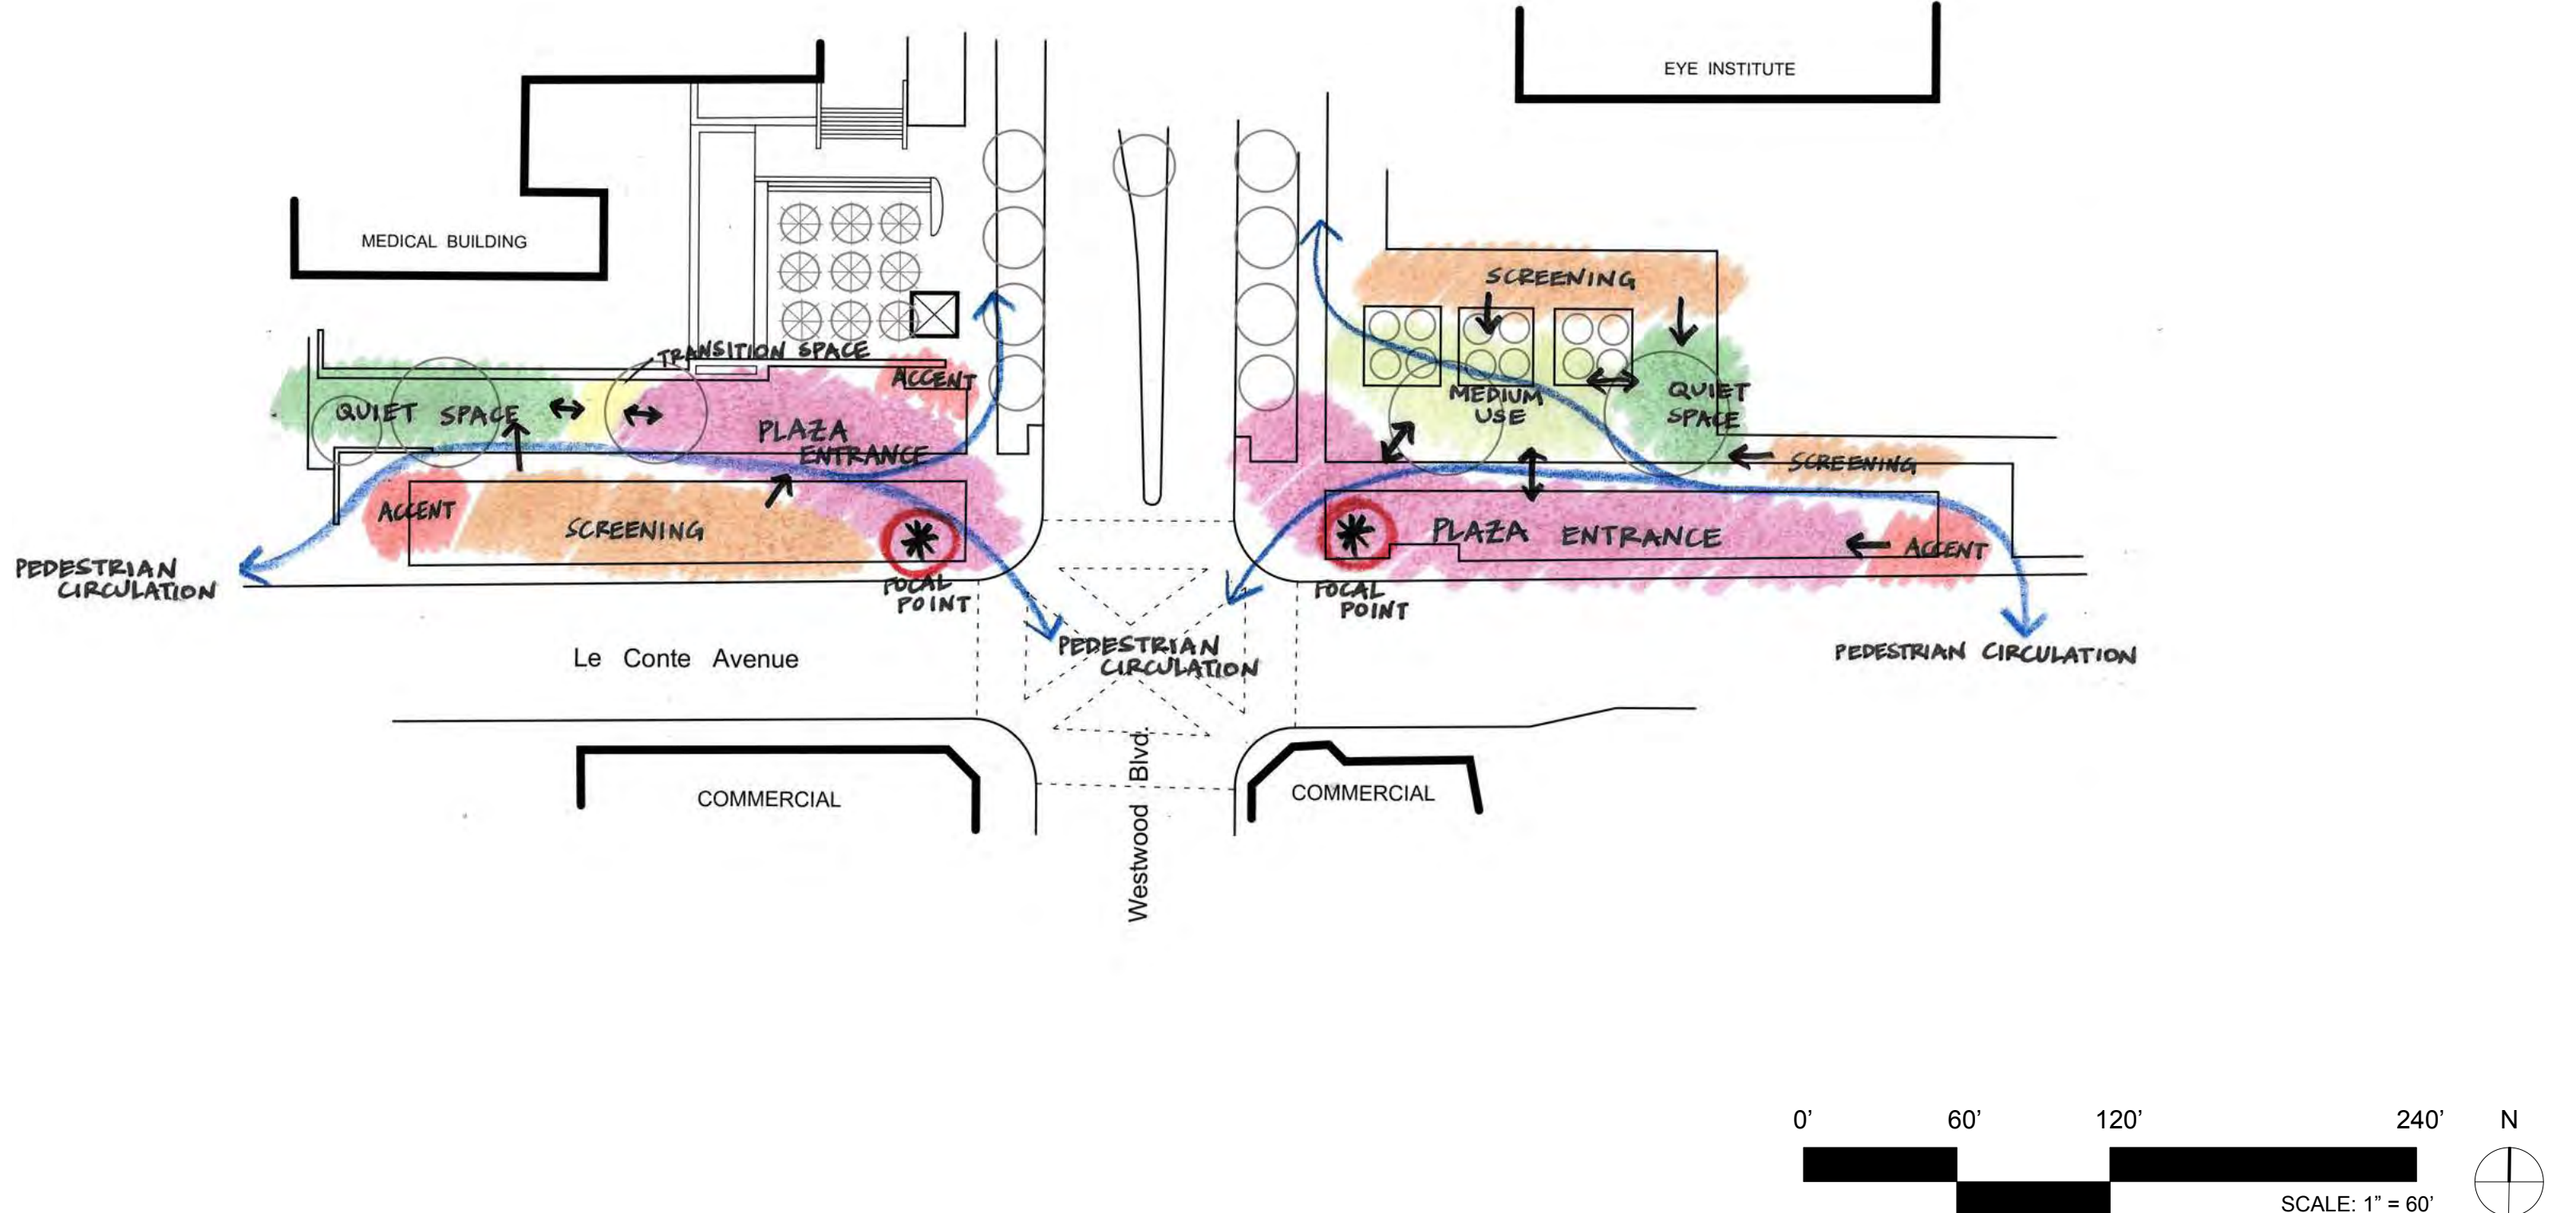 EYE INSTITUTE
MEDICAL BUILDING
SCREENING
TRANSITION SPACE
ACCENT
QUIET SPACE
PLAZA
ENTRANCE
MEDIUM
USE
QUIET
SPACE
SCREENING
ACCENT
SCREENING
PLAZA ENTRANCE
ACCENT
PEDESTRIAN
CIRCULATION
FOCAL
POINT
FOCAL
POINT
Le Conte Avenue
PEDESTRIAN
CIRCULATION
PEDESTRIAN CIRCULATION
COMMERCIAL
COMMERCIAL
Westwood Blvd.
0' 60' 120' 240' N
SCALE: 1" = 60'